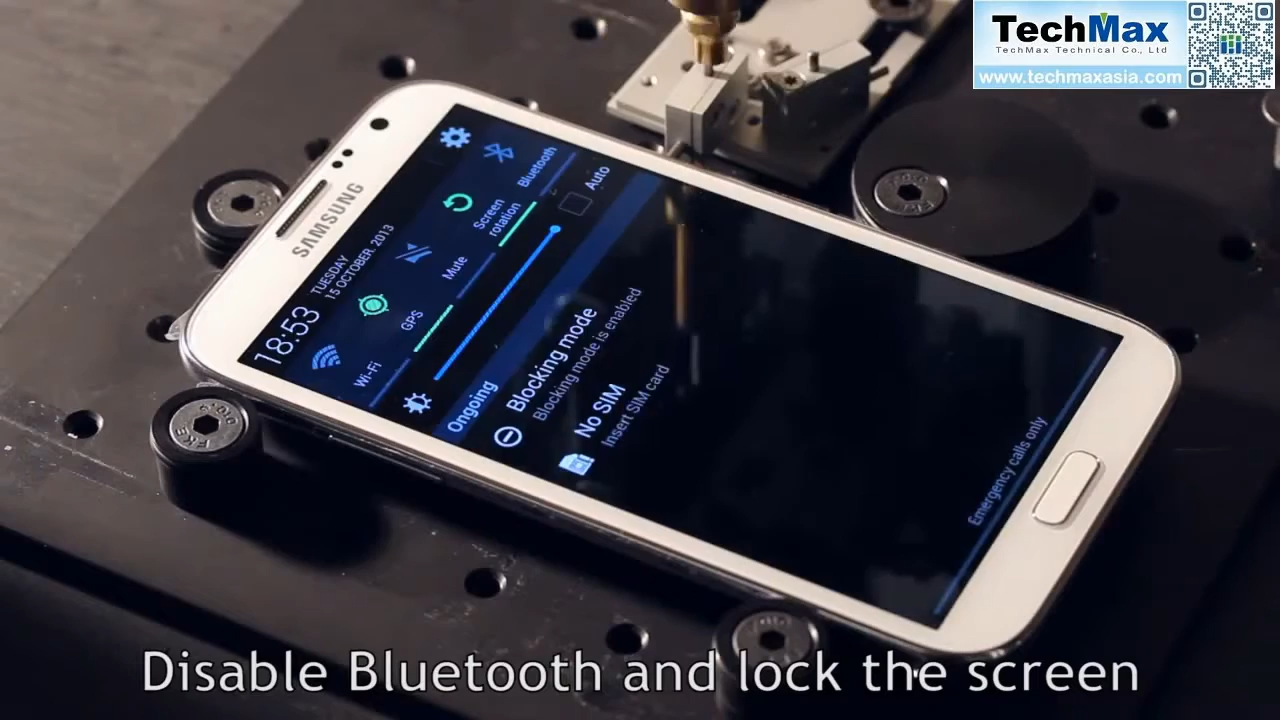 TechMax
TechMax Technical Co., Ltd
www.techmaxasia.com
SAMSUNG
18:53
TUESDAY
15 OCTOBER, 2013
Wi-Fi
GPS
Mute
Screen
rotation
Bluetooth
Auto
Ongoing
Blocking mode
Blocking mode is enabled
No SIM
Insert SIM card
Emergency calls only
Disable Bluetooth and lock the screen